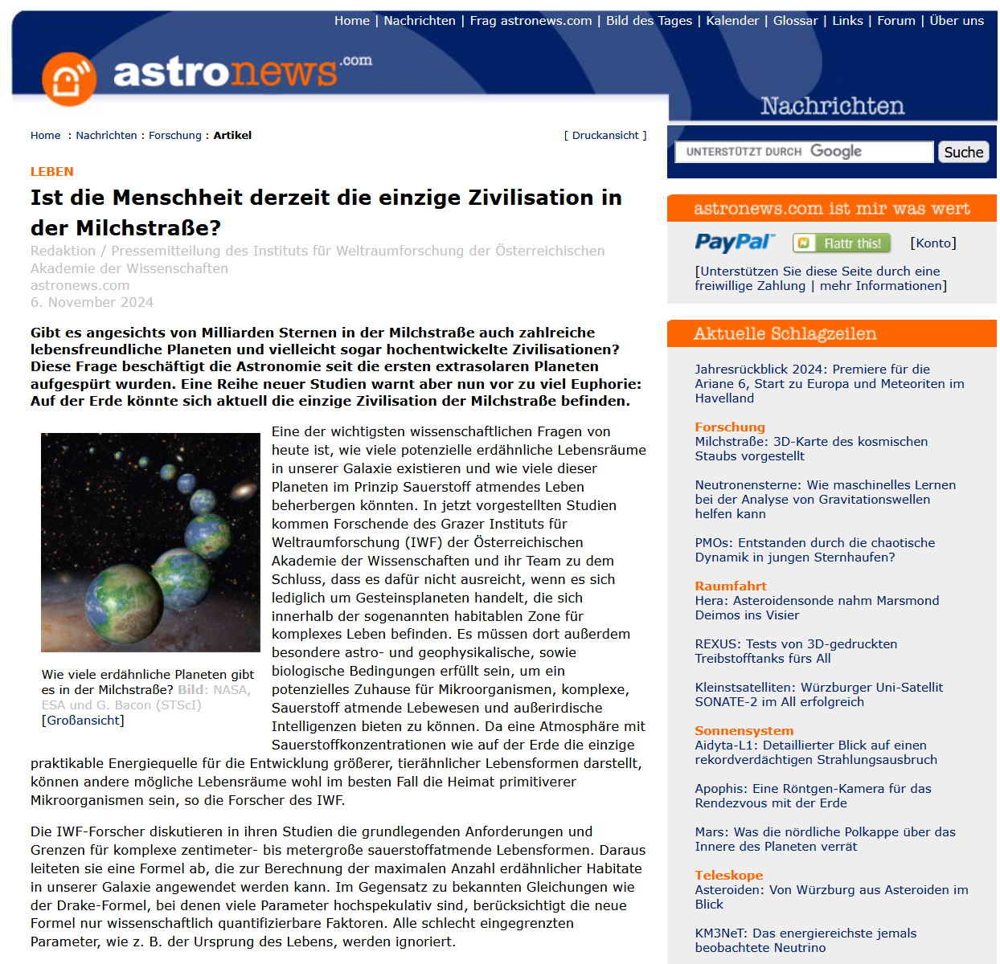 Home | Nachrichten | Frag astronews.com | Bild des Tages | Kalender | Glossar | Links | Forum | Über uns
astronews.com
Nachrichten
Home : Nachrichten : Forschung : Artikel
[ Druckansicht ]
UNTERSTÜTZT DURCH Google
Suche
LEBEN
Ist die Menschheit derzeit die einzige Zivilisation in
der Milchstraße?
Redaktion / Pressemitteilung des Instituts für Weltraumforschung der Österreichischen
Akademie der Wissenschaften
astronews.com
6. November 2024
Gibt es angesichts von Milliarden Sternen in der Milchstraße auch zahlreiche
lebensfreundliche Planeten und vielleicht sogar hochentwickelte Zivilisationen?
Diese Frage beschäftigt die Astronomie seit die ersten extrasolaren Planeten
aufgespürt wurden. Eine Reihe neuer Studien warnt aber nun vor zu viel Euphorie:
Auf der Erde könnte sich aktuell die einzige Zivilisation der Milchstraße befinden.
Wie viele erdähnliche Planeten gibt
es in der Milchstraße? Bild: NASA,
ESA und G. Bacon (STScI)
[Großansicht]
Eine der wichtigsten wissenschaftlichen Fragen von
heute ist, wie viele potenzielle erdähnliche Lebensräume
in unserer Galaxie existieren und wie viele dieser
Planeten im Prinzip Sauerstoff atmendes Leben
beherbergen könnten. In jetzt vorgestellten Studien
kommen Forschende des Grazer Instituts für
Weltraumforschung (IWF) der Österreichischen
Akademie der Wissenschaften und ihr Team zu dem
Schluss, dass es dafür nicht ausreicht, wenn es sich
lediglich um Gesteinsplaneten handelt, die sich
innerhalb der sogenannten habitablen Zone für
komplexes Leben befinden. Es müssen dort außerdem
besondere astro- und geophysikalische, sowie
biologische Bedingungen erfüllt sein, um ein
potenzielles Zuhause für Mikroorganismen, komplexe,
Sauerstoff atmende Lebewesen und außerirdische
Intelligenzen bieten zu können. Da eine Atmosphäre mit
Sauerstoffkonzentrationen wie auf der Erde die einzige
praktikable Energiequelle für die Entwicklung größerer, tierähnlicher Lebensformen darstellt,
können andere mögliche Lebensräume wohl im besten Fall die Heimat primitiverer
Mikroorganismen sein, so die Forscher des IWF.
Die IWF-Forscher diskutieren in ihren Studien die grundlegenden Anforderungen und
Grenzen für komplexe zentimeter- bis metergroße sauerstoffatmende Lebensformen. Daraus
leiteten sie eine Formel ab, die zur Berechnung der maximalen Anzahl erdähnlicher Habitate
in unserer Galaxie angewendet werden kann. Im Gegensatz zu bekannten Gleichungen wie
der Drake-Formel, bei denen viele Parameter hochspekulativ sind, berücksichtigt die neue
Formel nur wissenschaftlich quantifizierbare Faktoren. Alle schlecht eingegrenzten
Parameter, wie z. B. der Ursprung des Lebens, werden ignoriert.
astronews.com ist mir was wert
PayPal
Flattr this!
[Konto]
[Unterstützen Sie diese Seite durch eine
freiwillige Zahlung | mehr Informationen]
Aktuelle Schlagzeilen
Jahresrückblick 2024: Premiere für die
Ariane 6, Start zu Europa und Meteoriten im
Havelland
Forschung
Milchstraße: 3D-Karte des kosmischen
Staubs vorgestellt
Neutronensterne: Wie maschinelles Lernen
bei der Analyse von Gravitationswellen
helfen kann
PMOs: Entstanden durch die chaotische
Dynamik in jungen Sternhaufen?
Raumfahrt
Hera: Asteroidensonde nahm Marsmond
Deimos ins Visier
REXUS: Tests von 3D-gedruckten
Treibstofftanks fürs All
Kleinstsatelliten: Würzburger Uni-Satellit
SONATE-2 im All erfolgreich
Sonnensystem
Aidyta-L1: Detaillierter Blick auf einen
rekordverdächtigen Strahlungsausbruch
Apophis: Eine Röntgen-Kamera für das
Rendezvous mit der Erde
Mars: Was die nördliche Polkappe über das
Innere des Planeten verrät
Teleskope
Asteroiden: Von Würzburg aus Asteroiden im
Blick
KM3NeT: Das energiereichste jemals
beobachtete Neutrino